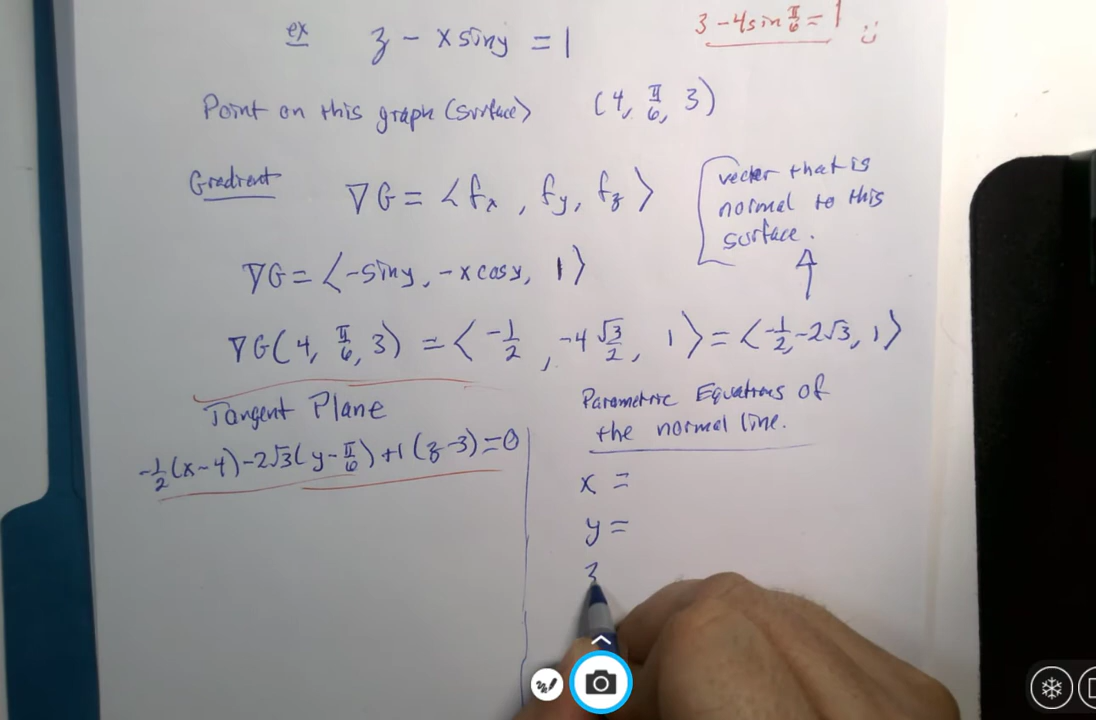 ex z - x siny = 1
3 - 4 sin π/6 = 1
Point on this graph (surface) (4, π/6, 3)
Gradient ∇G = <fx, fy, fz>
vector that is
normal to this
surface.
∇G = <-siny, -x cosy, 1>
∇G(4, π/6, 3) = <-1/2, -4 √3/2, 1> = <-1/2, -2√3, 1>
Tangent Plane
-1/2(x-4) -2√3(y-π/6) +1(z-3) = 0
Parametric Equations of
the normal line.
x =
y =
z